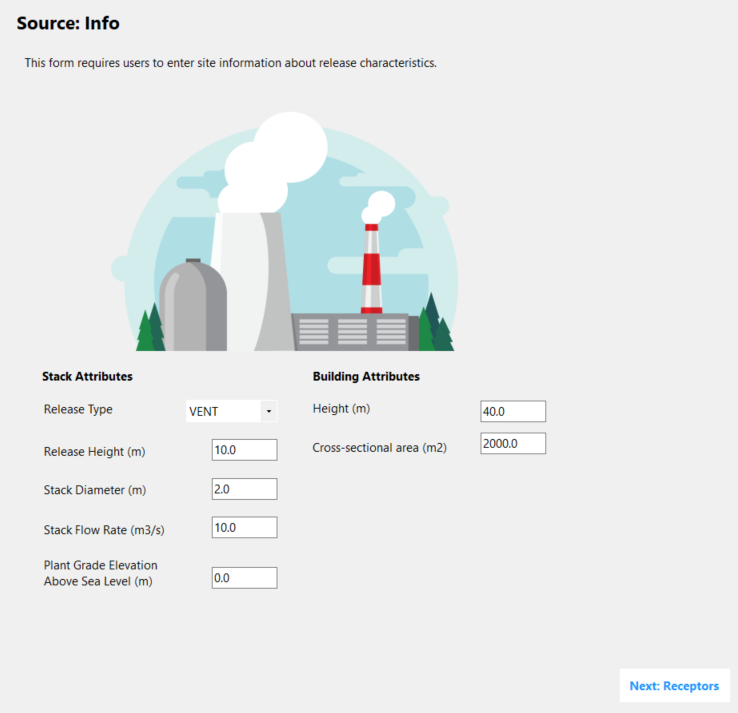 Source: Info
This form requires users to enter site information about release characteristics.
Stack Attributes
Release Type
VENT
Release Height (m)
10.0
Stack Diameter (m)
2.0
Stack Flow Rate (m3/s)
10.0
Plant Grade Elevation
Above Sea Level (m)
0.0
Building Attributes
Height (m)
40.0
Cross-sectional area (m2)
2000.0
Next: Receptors